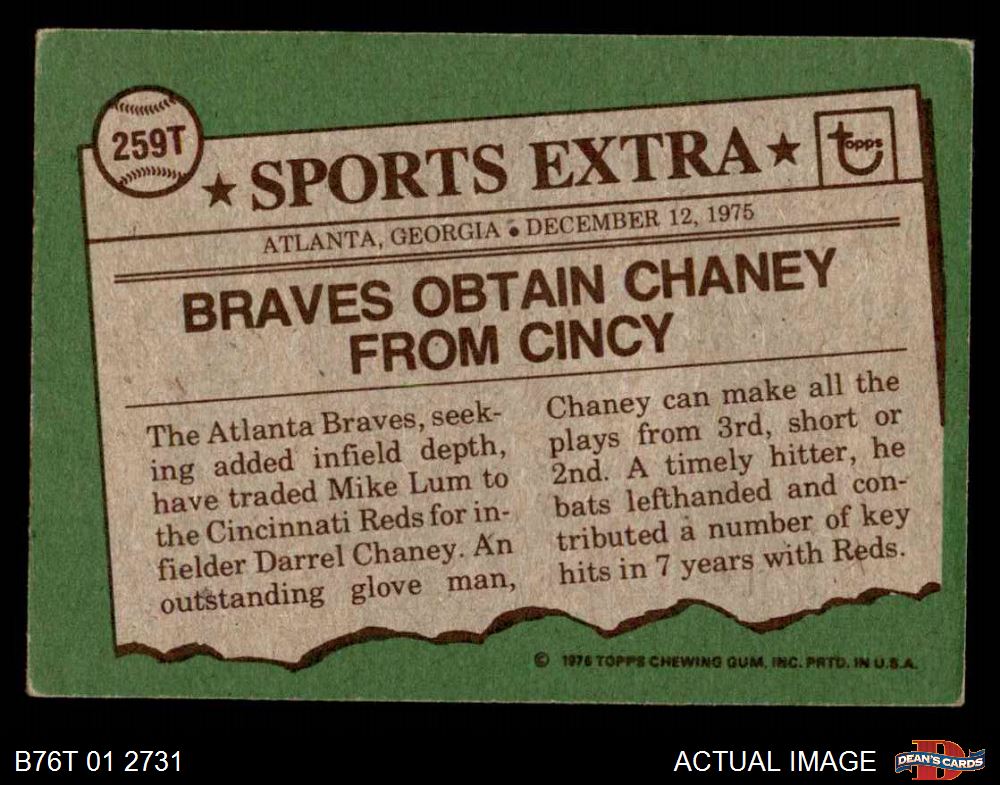 259T
★ SPORTS EXTRA ★
topps
ATLANTA, GEORGIA • DECEMBER 12, 1975
BRAVES OBTAIN CHANEY
FROM CINCY
The Atlanta Braves, seek-
ing added infield depth,
have traded Mike Lum to
the Cincinnati Reds for in-
fielder Darrel Chaney. An
outstanding glove man,
Chaney can make all the
plays from 3rd, short or
2nd. A timely hitter, he
bats lefthanded and con-
tributed a number of key
hits in 7 years with Reds.
© 1976 TOPPS CHEWING GUM, INC. PRTD. IN U.S.A.
B76T 01 2731
ACTUAL IMAGE
D
DEAN'S CARDS